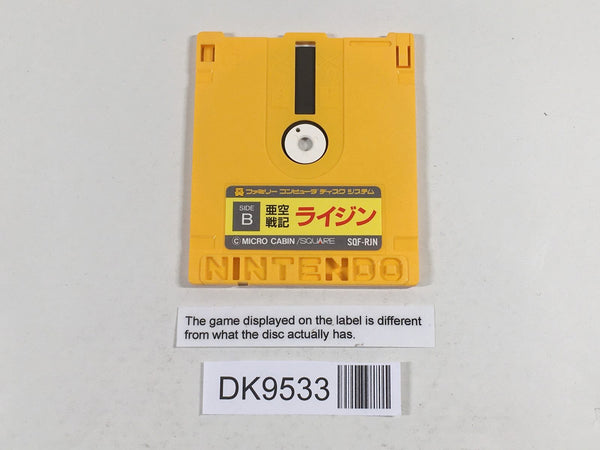 ファミリー コンピュータ ディスク システム
SIDE B
亜空戦記 ライジン
© MICRO CABIN/SQUARE SQF-RJN
NINTENDO
The game displayed on the label is different
from what the disc actually has.
DK9533